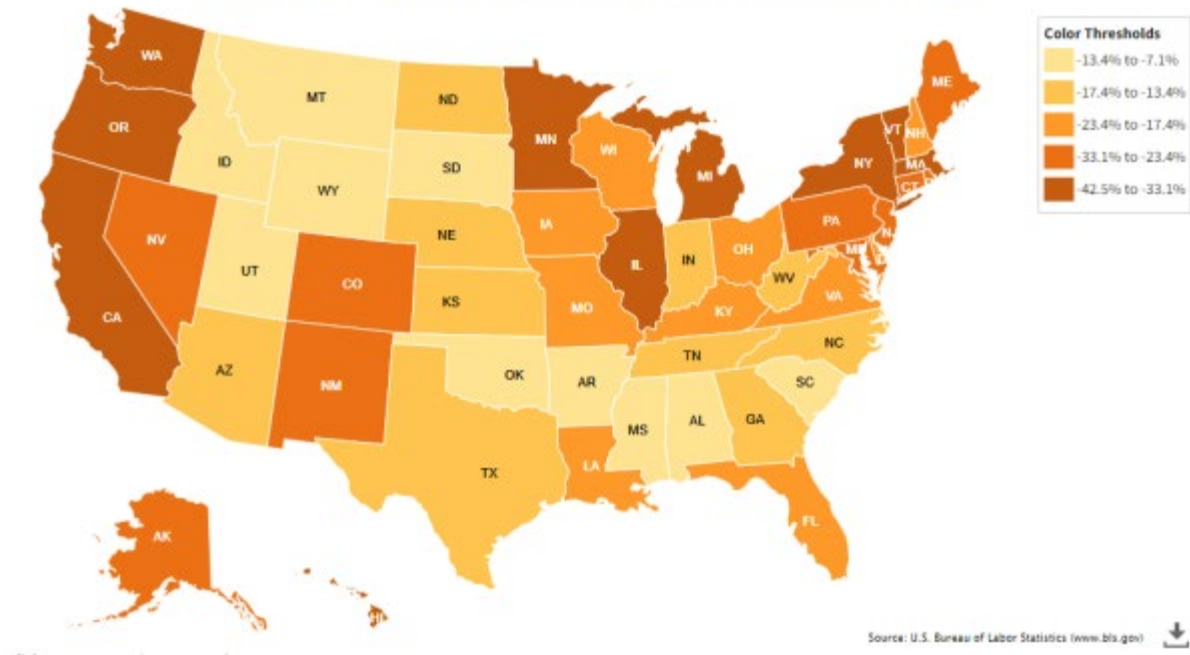 Color Thresholds
-13.4% to -7.1%
-17.4% to -13.4%
-23.4% to -17.4%
-33.1% to -23.4%
-42.5% to -33.1%
WA
MT
ND
MN
ME
OR
ID
WY
SD
WI
MI
NY
VT
NH
MA
CT
NV
UT
CO
NE
IA
IL
IN
OH
PA
CA
KS
MO
KY
WV
VA
AZ
NM
OK
AR
TN
NC
SC
TX
LA
MS
AL
GA
FL
AK
HI
Source: U.S. Bureau of Labor Statistics (www.bls.gov)